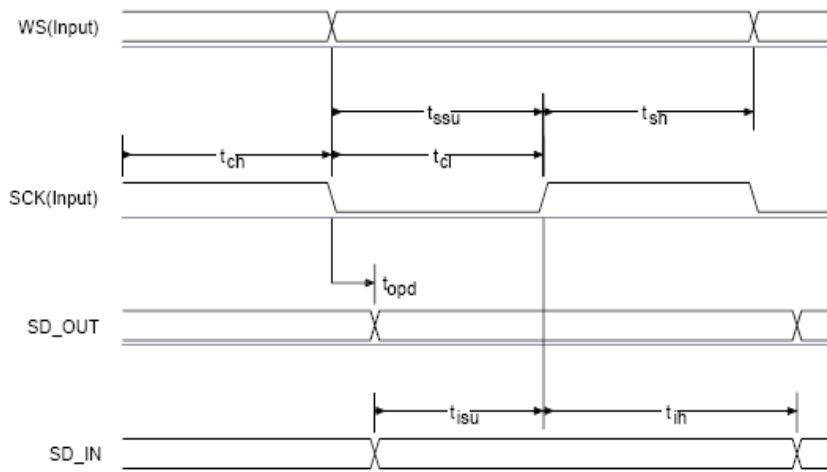 WS(Input)
tssu
tsh
tch
tcl
SCK(Input)
topd
SD_OUT
tisu
tih
SD_IN